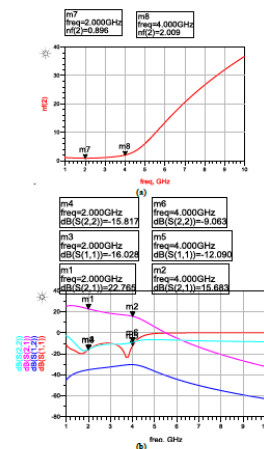 m7
freq=2.000GHz
nf(2)=0.896
m8
freq=4.000GHz
nf(2)=2.009
40
30
20
10
0
nf(2)
m7
m8
1 2 3 4 5 6 7 8 9 10
freq, GHz
(a)
m4
freq=2.000GHz
dB(S(2,2))=-15.817
m6
freq=4.000GHz
dB(S(2,2))=-9.063
m3
freq=2.000GHz
dB(S(1,1))=-16.028
m5
freq=4.000GHz
dB(S(1,1))=-12.090
m1
freq=2.000GHz
dB(S(2,1))=22.765
m2
freq=4.000GHz
dB(S(2,1))=15.683
40
20
0
-20
-40
-60
-80
dB(S(2,2))
dB(S(2,1))
dB(S(1,2))
dB(S(1,1))
m1
m2
m6
1 2 3 4 5 6 7 8 9 10
freq, GHz
(b)